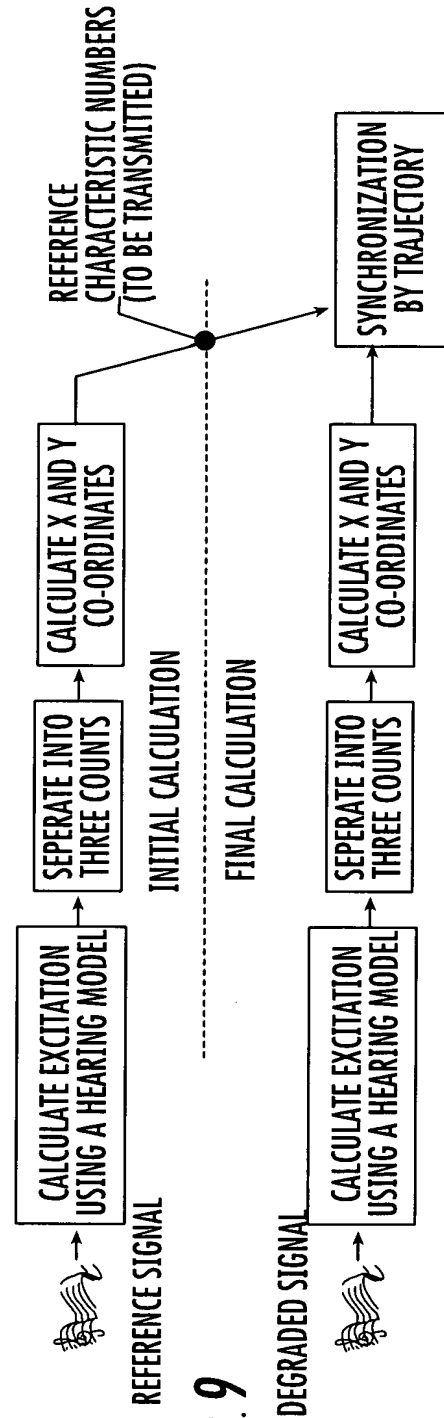 REFERENCE SIGNAL
CALCULATE EXCITATION
USING A HEARING MODEL
SEPERATE INTO
THREE COUNTS
CALCULATE X AND Y
CO-ORDINATES
REFERENCE
CHARACTERISTIC NUMBERS
(TO BE TRANSMITTED)
INITIAL CALCULATION
FINAL CALCULATION
. 9
DEGRADED SIGNAL
CALCULATE EXCITATION
USING A HEARING MODEL
SEPERATE INTO
THREE COUNTS
CALCULATE X AND Y
CO-ORDINATES
SYNCHRONIZATION
BY TRAJECTORY